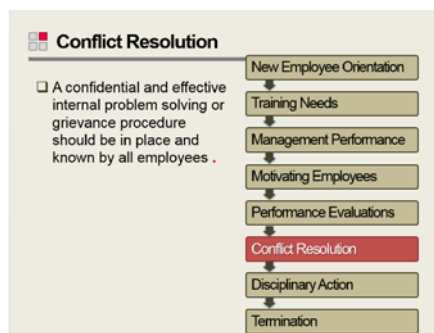 Conflict Resolution
A confidential and effective
internal problem solving or
grievance procedure
should be in place and
known by all employees .
New Employee Orientation
Training Needs
Management Performance
Motivating Employees
Performance Evaluations
Conflict Resolution
Disciplinary Action
Termination